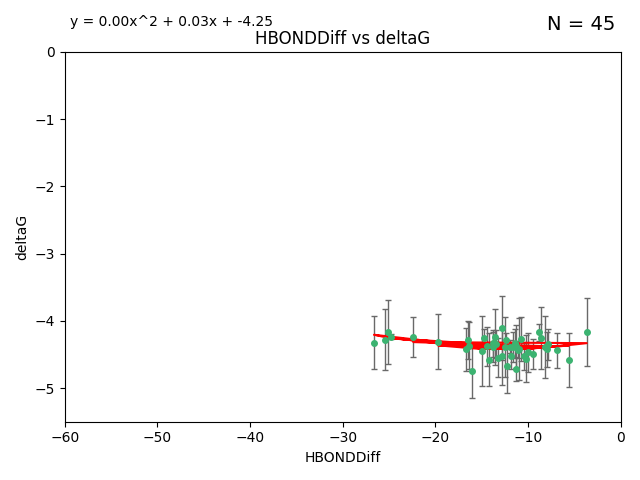 y = 0.00x^2 + 0.03x + -4.25
N = 45
HBONDDiff vs deltaG
0
−1
−2
−3
−4
−5
deltaG
−60 −50 −40 −30 −20 −10 0
HBONDDiff